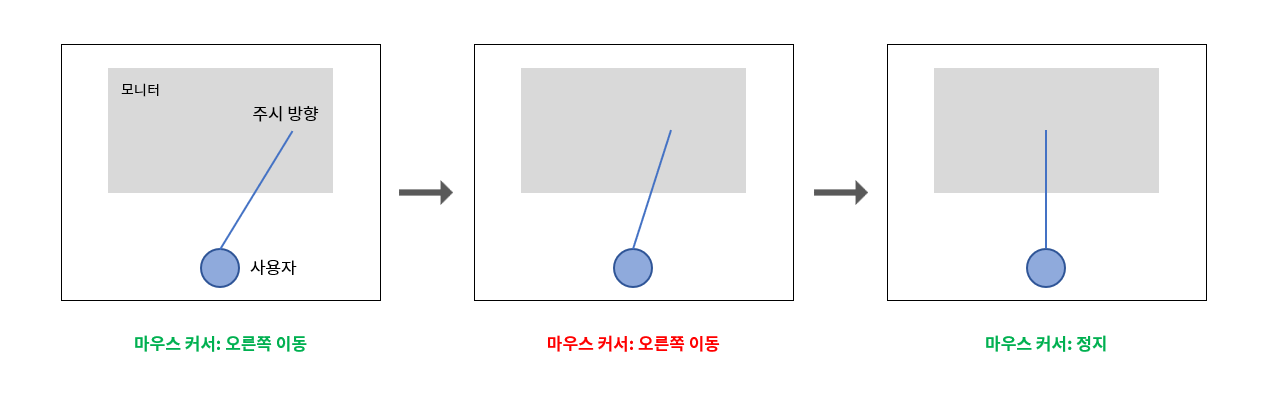 모니터
주시 방향
사용자
마우스 커서: 오른쪽 이동
마우스 커서: 오른쪽 이동
마우스 커서: 정지